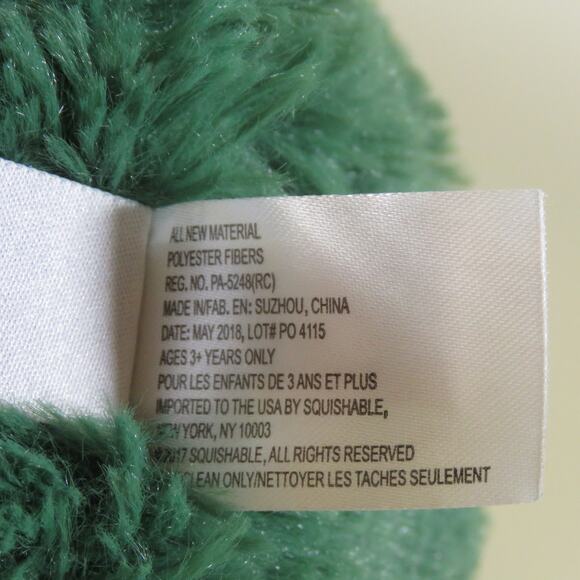 ALL NEW MATERIAL
POLYESTER FIBERS
REG. NO. PA-5248(RC)
MADE IN/FAB. EN: SUZHOU, CHINA
DATE: MAY 2018, LOT# PO 4115
AGES 3+ YEARS ONLY
POUR LES ENFANTS DE 3 ANS ET PLUS
IMPORTED TO THE USA BY SQUISHABLE,
NEW YORK, NY 10003
©2017 SQUISHABLE, ALL RIGHTS RESERVED
CLEAN ONLY/NETTOYER LES TACHES SEULEMENT